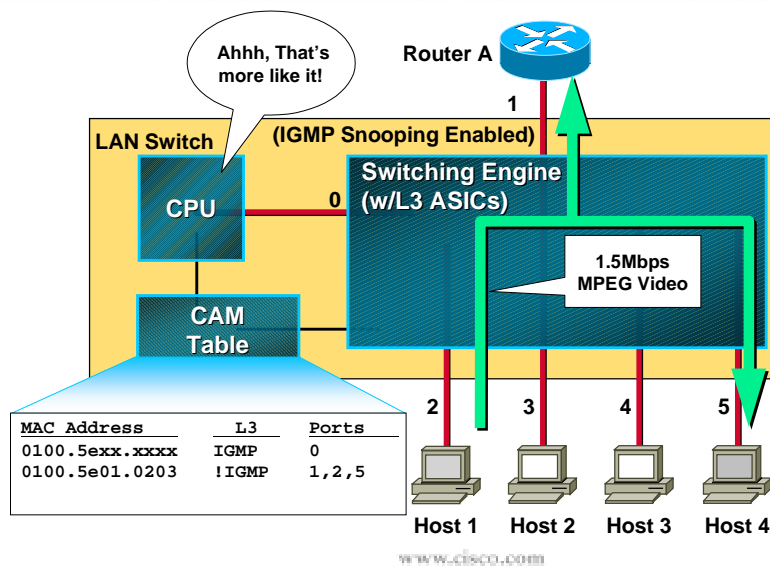 Ahhh, That's
more like it!
Router A
1
LAN Switch
(IGMP Snooping Enabled)
Switching Engine
(w/L3 ASICs)
CPU
0
1.5Mbps
MPEG Video
CAM
Table
2
3
4
5
MAC Address L3 Ports
0100.5exx.xxxx IGMP 0
0100.5e01.0203 !IGMP 1,2,5
Host 1
Host 2
Host 3
Host 4
www.cisco.com